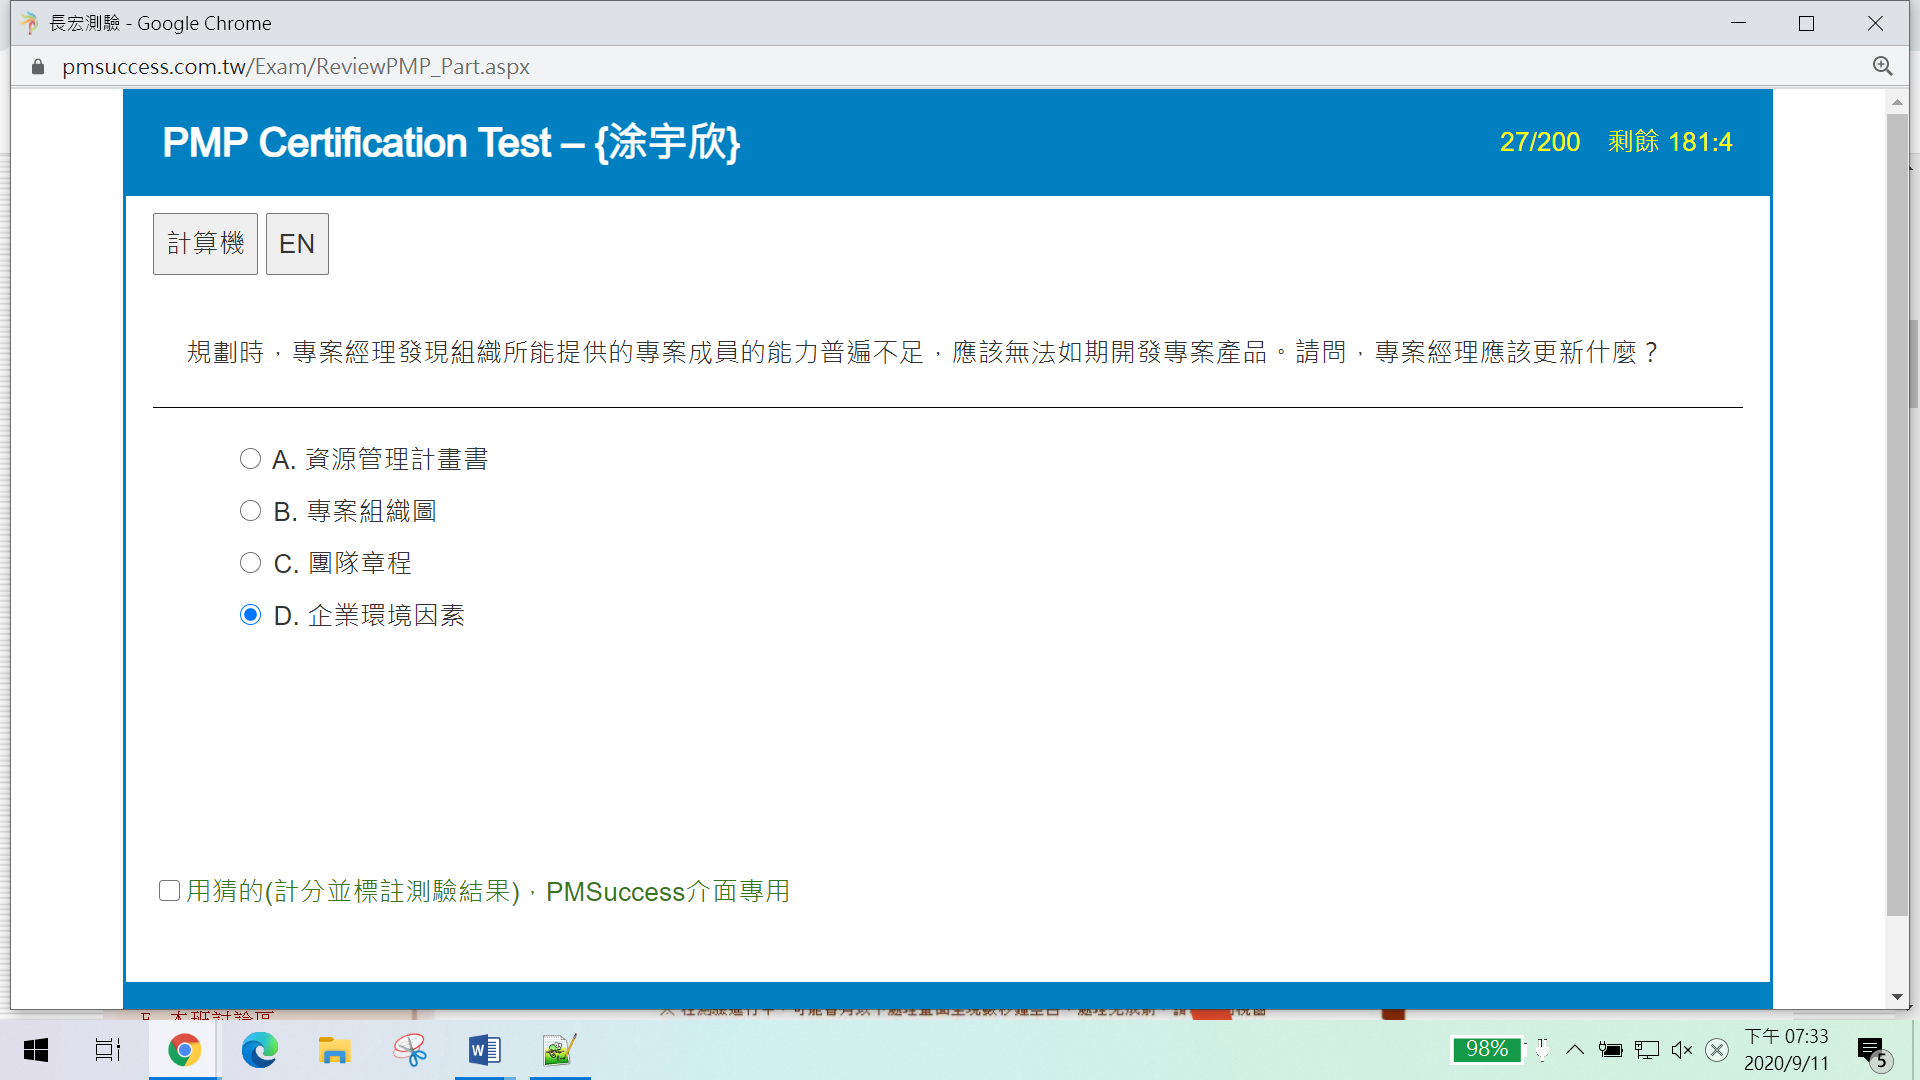 長宏測驗 - Google Chrome
pmsuccess.com.tw/Exam/ReviewPMP_Part.aspx
PMP Certification Test – {涂宇欣}
27/200 剩餘 181:4
計算機 EN
規劃時，專案經理發現組織所能提供的專案成員的能力普遍不足，應該無法如期開發專案產品。請問，專案經理應該更新什麼？
A. 資源管理計畫書
B. 專案組織圖
C. 團隊章程
D. 企業環境因素
用猜的(計分並標註測驗結果)，PMSuccess介面專用
98%
下午 07:33
2020/9/11
5